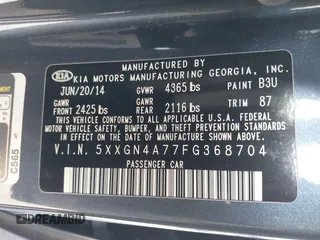 MANUFACTURED BY
KIA KIA MOTORS MANUFACTURING GEORGIA, INC.
JUN/20/14 GVWR 4365 lbs PAINT B3U
GAWR FRONT 2425 lbs GAWR REAR 2116 lbs TRIM 87
THIS VEHICLE CONFORMS TO ALL APPLICABLE FEDERAL MOTOR
VEHICLE SAFETY, BUMPER, AND THEFT PREVENTION STANDARDS
IN EFFECT ON THE DATE OF MANUFACTURE SHOWN ABOVE.
V.I.N. 5XXGN4A77FG368704
PASSENGER CAR
C565
DREAMBID